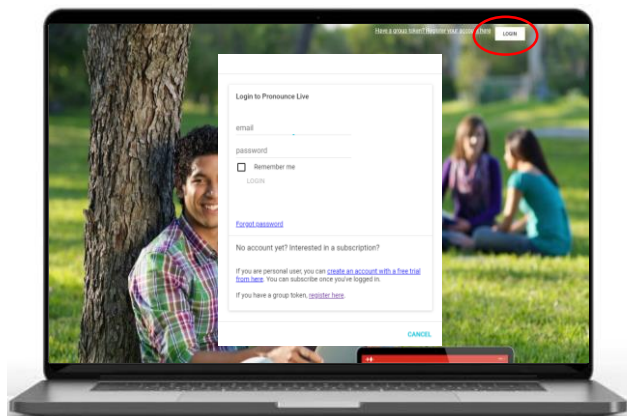 Have a group token? Register your account here
LOGIN
Login to Pronounce Live
email
password
Remember me
LOGIN
Forgot password
No account yet? Interested in a subscription?
If you are personal user, you can create an account with a free trial
from here. You can subscribe once you've logged in.
If you have a group token, register here.
CANCEL